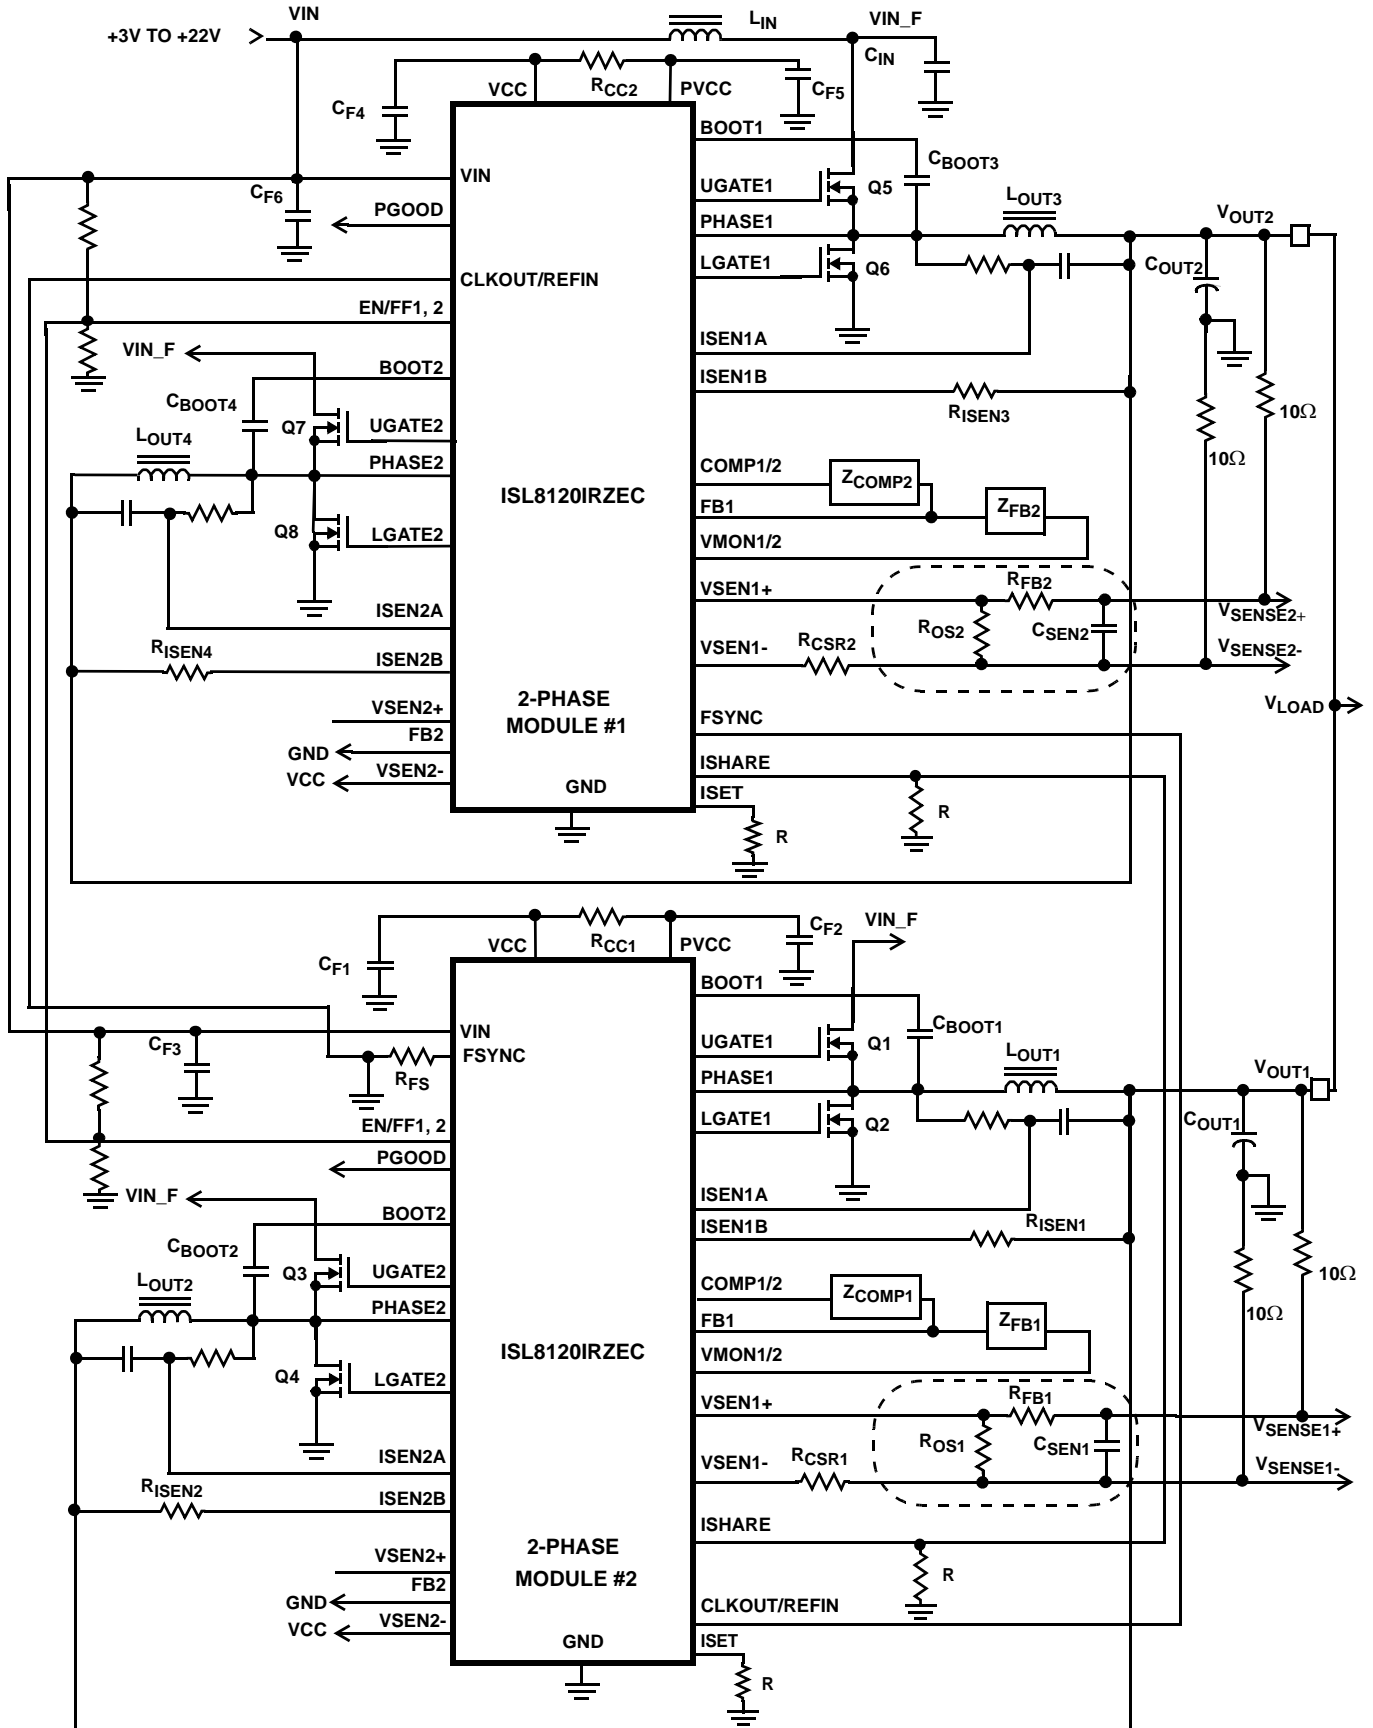 VIN
LIN
VIN_F
+3V TO +22V
CIN
RCC2
VCC
PVCC
CF4
CF5
BOOT1
CBOOT3
VIN
UGATE1
Q5
LOUT3
CF6
PGOOD
PHASE1
VOUT2
CLKOUT/REFIN
LGATE1
Q6
COUT2
EN/FF1, 2
VIN_F
ISEN1A
BOOT2
ISEN1B
CBOOT4
RISEN3
10Ω
Q7
UGATE2
LOUT4
10Ω
PHASE2
COMP1/2
ZCOMP2
ISL8120IRZEC
FB1
ZFB2
Q8
LGATE2
VMON1/2
RFB2
VSEN1+
ISEN2A
VSENSE2+
ROS2
CSEN2
RISEN4
ISEN2B
VSEN1-
RCSR2
VSENSE2-
2-PHASE
MODULE #1
VSEN2+
FSYNC
VLOAD
FB2
GND
VCC
VSEN2-
ISHARE
GND
ISET
R
R
VIN_F
CF2
VCC
RCC1
PVCC
CF1
BOOT1
CBOOT1
VIN
UGATE1
Q1
CF3
FSYNC
LOUT1
RFS
PHASE1
VOUT1
LGATE1
Q2
COUT1
EN/FF1, 2
PGOOD
VIN_F
ISEN1A
BOOT2
ISEN1B
RISEN1
CBOOT2
Q3
UGATE2
10Ω
LOUT2
COMP1/2
ZCOMP1
PHASE2
10Ω
FB1
ZFB1
ISL8120IRZEC
VMON1/2
Q4
LGATE2
RFB1
VSEN1+
VSENSE1+
ROS1
CSEN1
ISEN2A
VSEN1-
RCSR1
VSENSE1-
RISEN2
ISEN2B
ISHARE
2-PHASE
MODULE #2
VSEN2+
R
FB2
GND
CLKOUT/REFIN
VCC
VSEN2-
GND
ISET
R